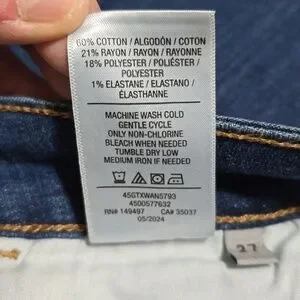 60% COTTON / ALGODÓN / COTON
21% RAYON / RAYON / RAYONNE
18% POLYESTER / POLIÉSTER /
POLYESTER
1% ELASTANE / ELASTANO /
ÉLASTHANNE
MACHINE WASH COLD
GENTLE CYCLE
ONLY NON-CHLORINE
BLEACH WHEN NEEDED
TUMBLE DRY LOW
MEDIUM IRON IF NEEDED
45GTXWAN5793
4500577632
RN# 149497 CA# 35037
05/2024
27